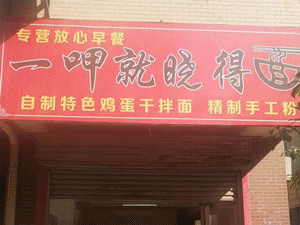 专营放心早餐
一呷就晓得
自制特色鸡蛋干拌面 精制手工粉